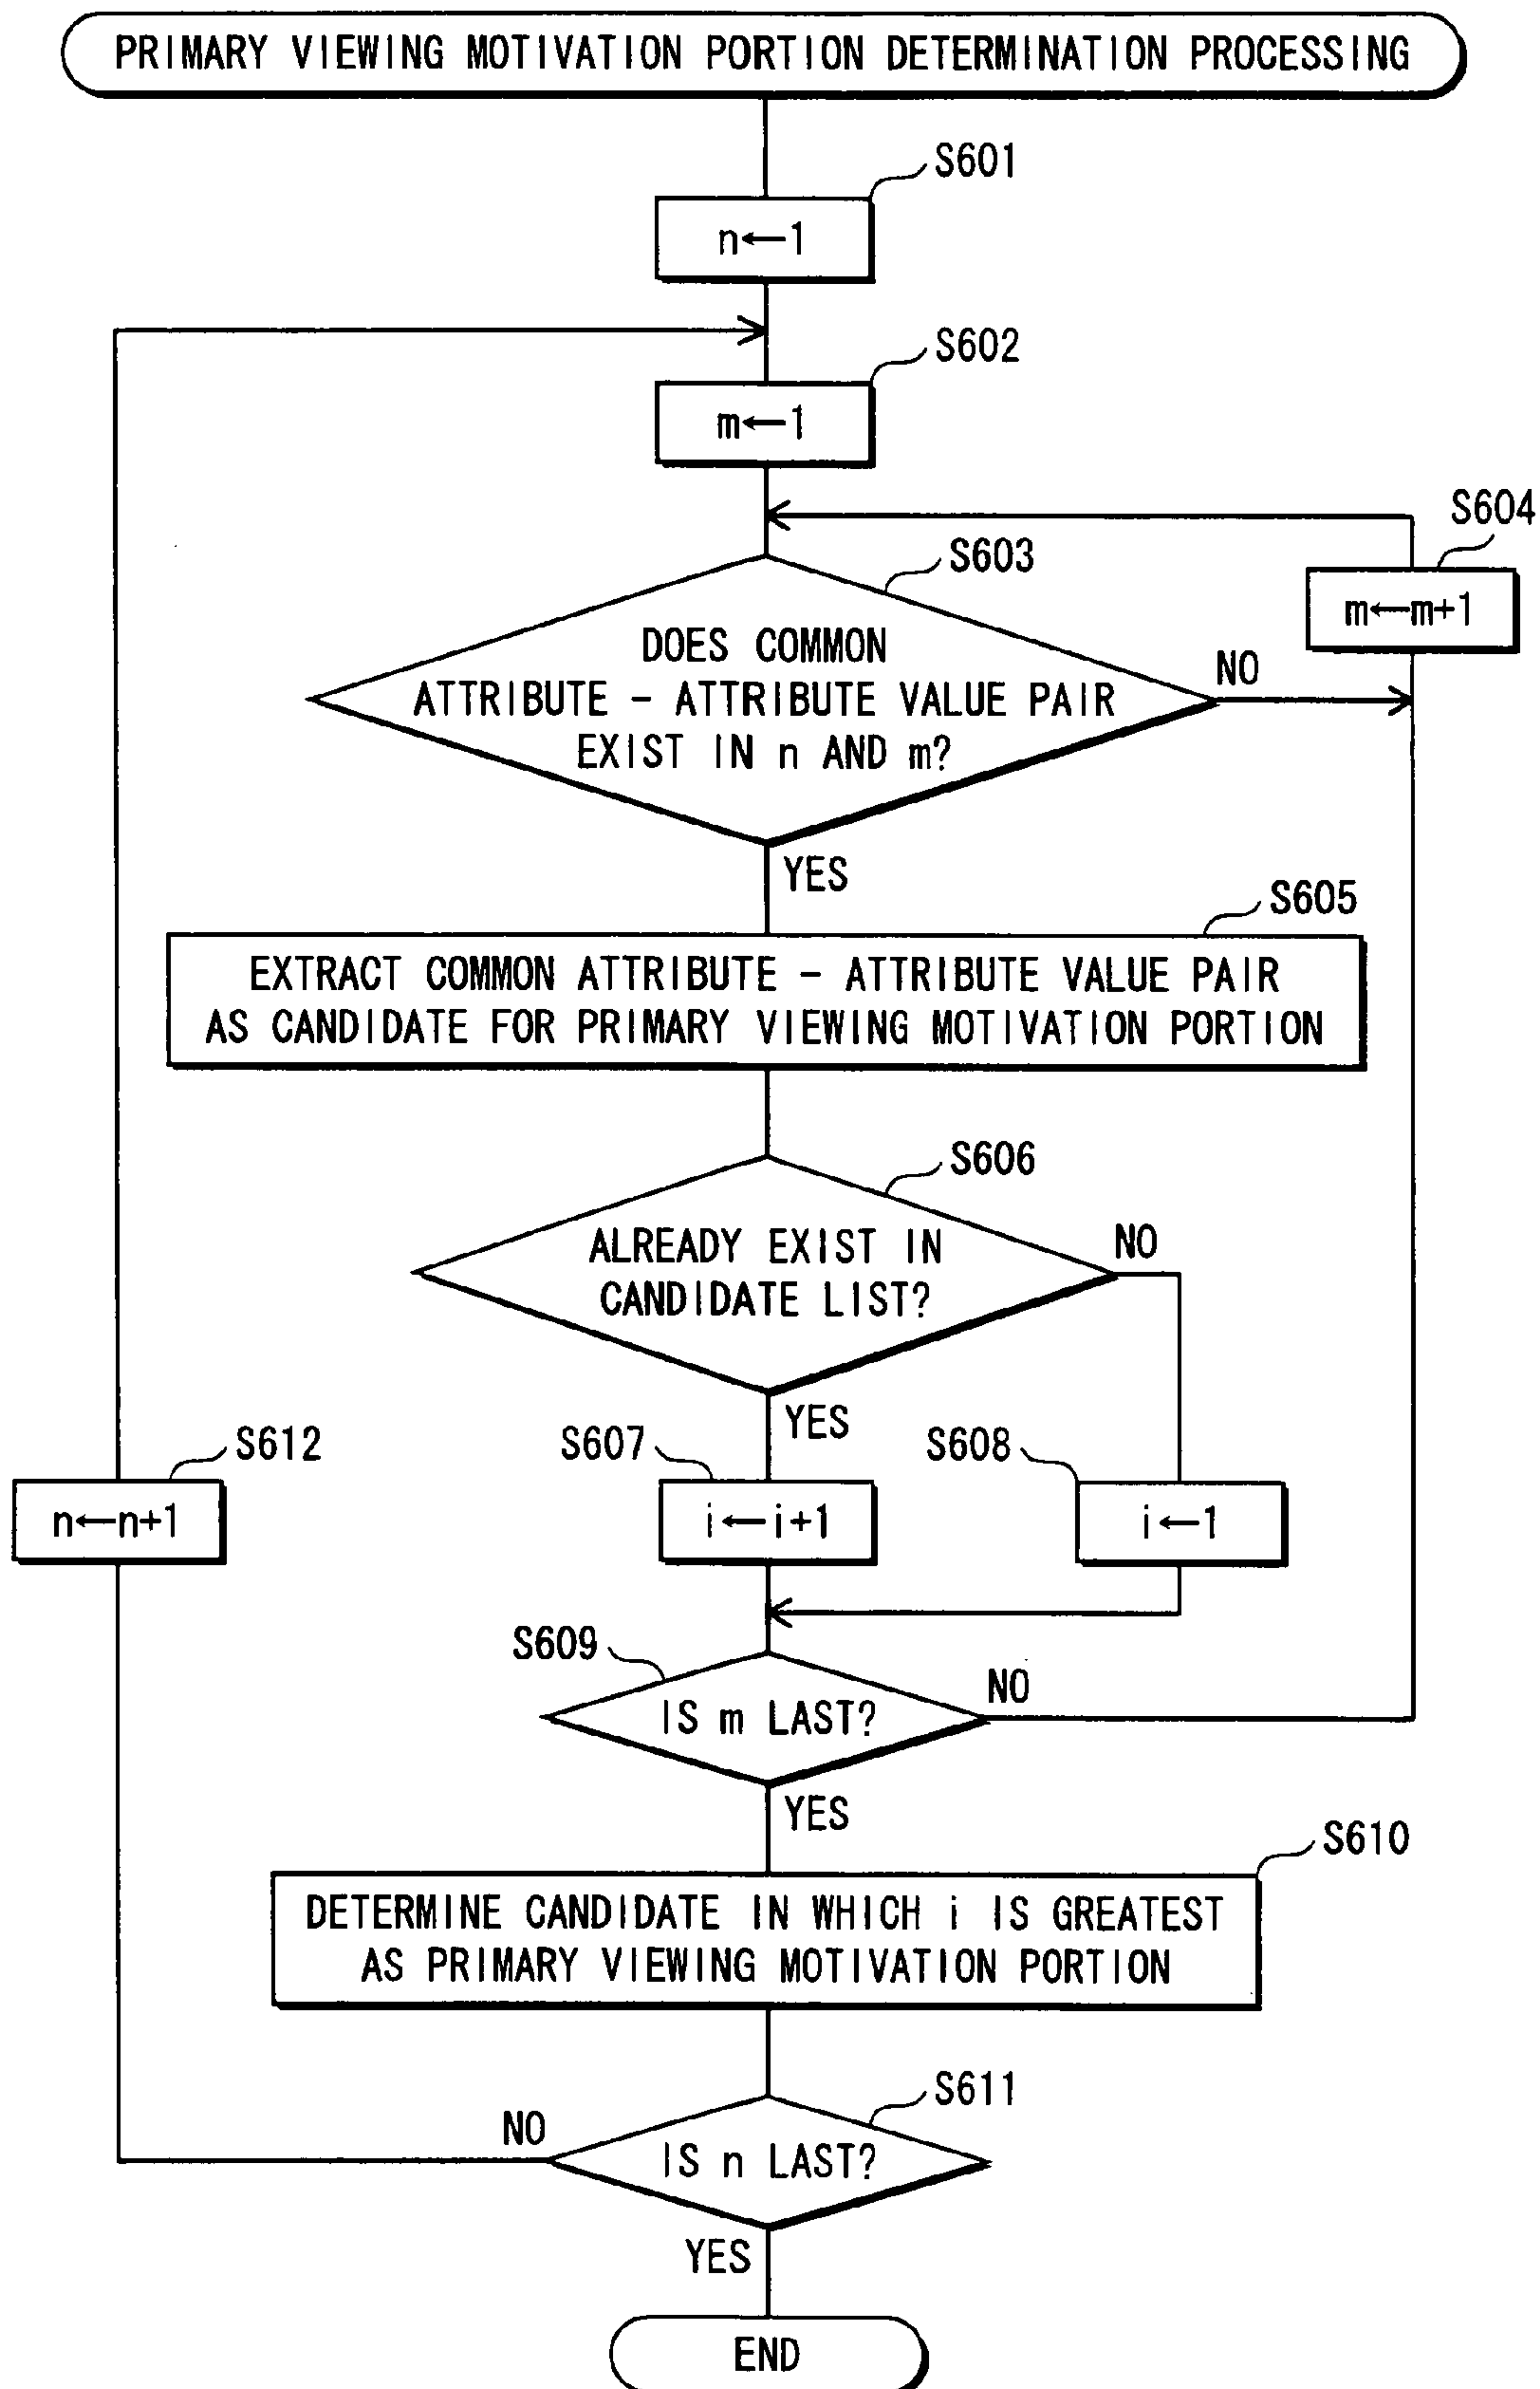 PRIMARY VIEWING MOTIVATION PORTION DETERMINATION PROCESSING
S601
n←1
S602
m←1
S604
m←m+1
S603
DOES COMMON
ATTRIBUTE - ATTRIBUTE VALUE PAIR
EXIST IN n AND m?
NO
YES
S605
EXTRACT COMMON ATTRIBUTE - ATTRIBUTE VALUE PAIR
AS CANDIDATE FOR PRIMARY VIEWING MOTIVATION PORTION
S606
ALREADY EXIST IN
CANDIDATE LIST?
NO
YES
S612
n←n+1
S607
i←i+1
S608
i←1
S609
IS m LAST?
NO
YES
S610
DETERMINE CANDIDATE IN WHICH i IS GREATEST
AS PRIMARY VIEWING MOTIVATION PORTION
S611
IS n LAST?
NO
YES
END